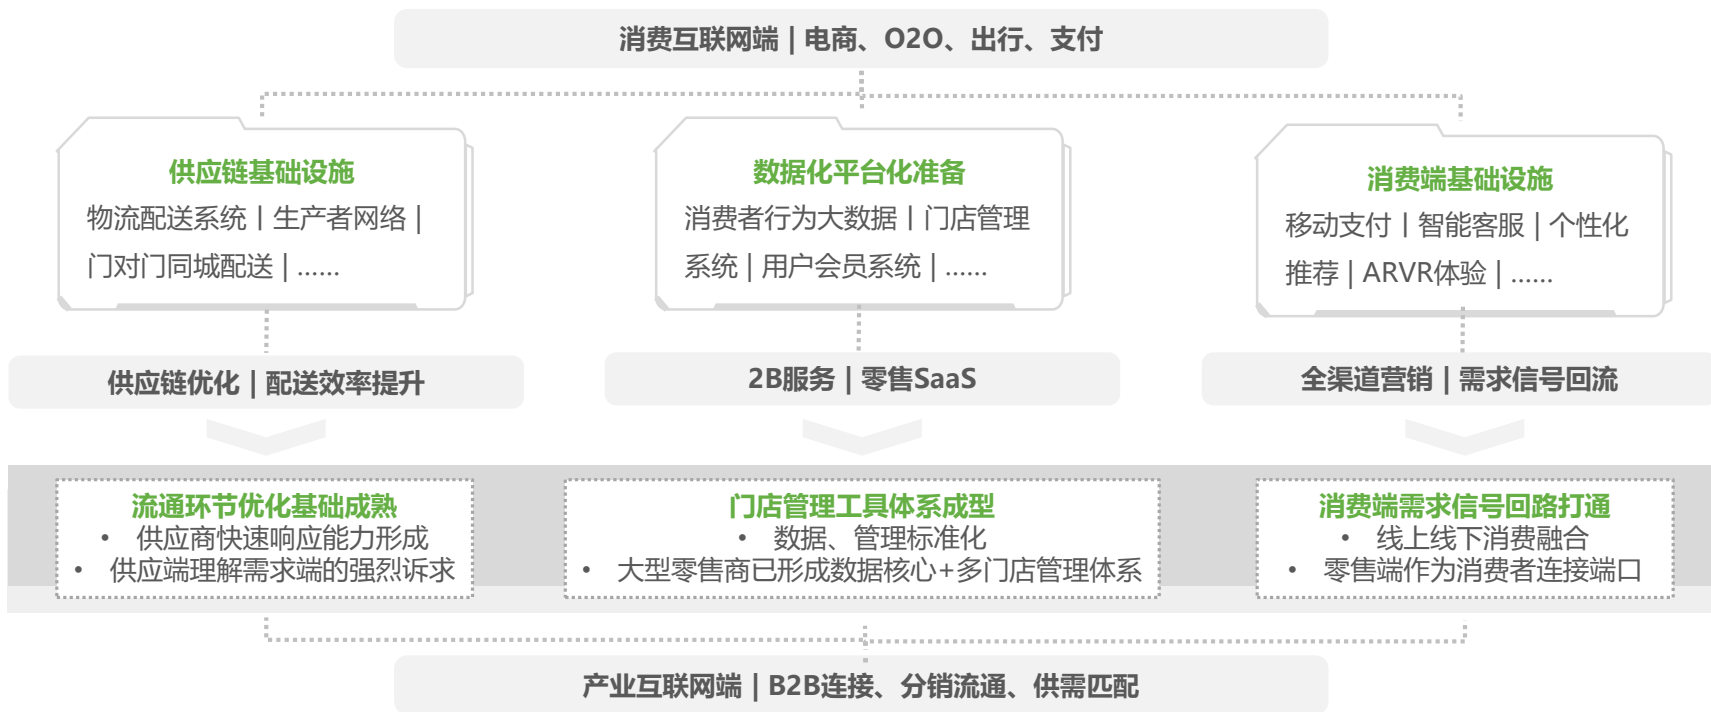 消费互联网端 | 电商、O2O、出行、支付
供应链基础设施
物流配送系统丨生产者网络 |
门对门同城配送 | ......
数据化平台化准备
消费者行为大数据丨门店管理
系统 | 用户会员系统 | ......
消费端基础设施
移动支付丨智能客服 | 个性化
推荐 | ARVR体验 | ......
供应链优化 | 配送效率提升
2B服务 | 零售SaaS
全渠道营销 | 需求信号回流
流通环节优化基础成熟
• 供应商快速响应能力形成
• 供应端理解需求端的强烈诉求
门店管理工具体系成型
• 数据、管理标准化
• 大型零售商已形成数据核心+多门店管理体系
消费端需求信号回路打通
• 线上线下消费融合
• 零售端作为消费者连接端口
产业互联网端 | B2B连接、分销流通、供需匹配